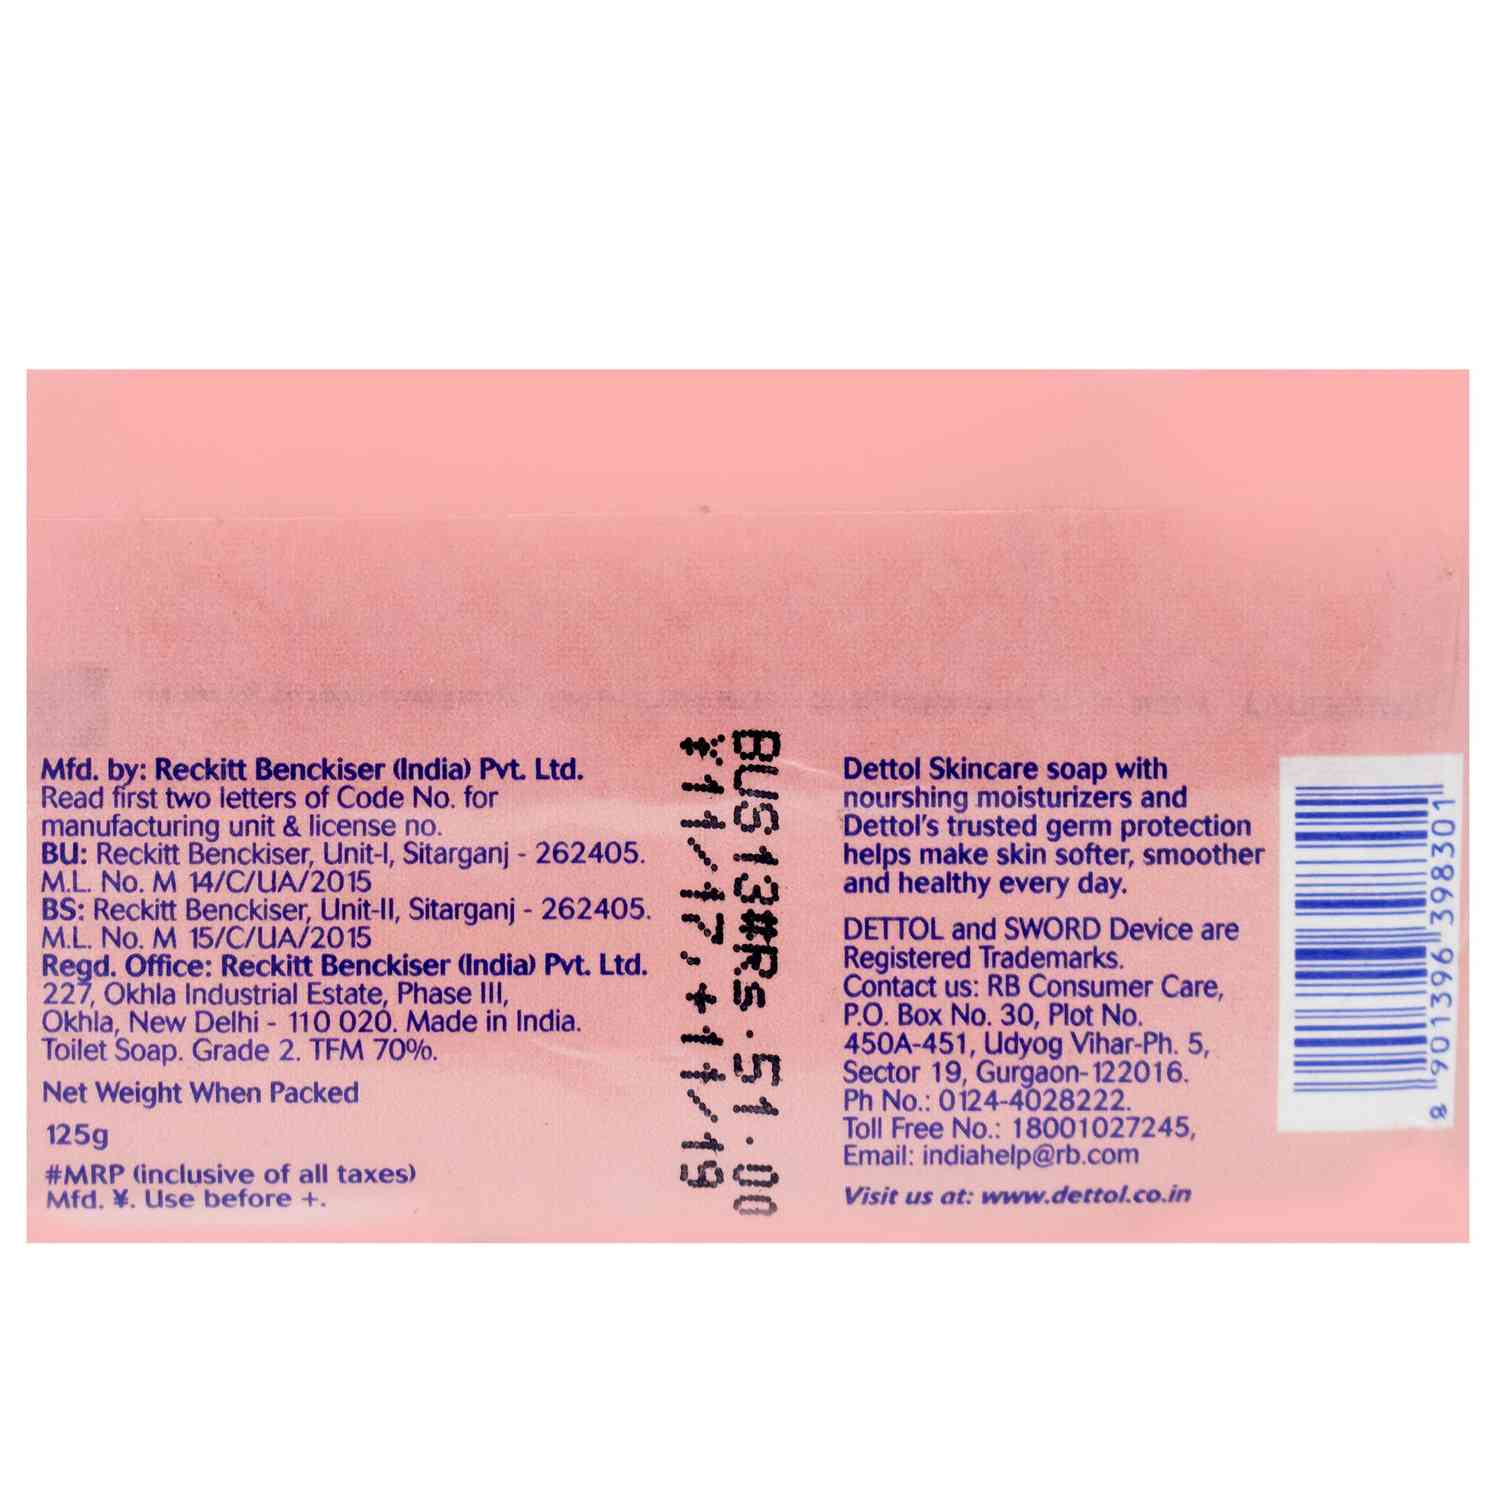 Mfd. by: Reckitt Benckiser (India) Pvt. Ltd.
Read first two letters of Code No. for
manufacturing unit & license no.
BU: Reckitt Benckiser, Unit-I, Sitarganj - 262405.
M.L. No. M 14/C/UA/2015
BS: Reckitt Benckiser, Unit-II, Sitarganj - 262405.
M.L. No. M 15/C/UA/2015
Regd. Office: Reckitt Benckiser (India) Pvt. Ltd.
227, Okhla Industrial Estate, Phase III,
Okhla, New Delhi - 110 020. Made in India.
Toilet Soap. Grade 2. TFM 70%.
Net Weight When Packed
125g
#MRP (inclusive of all taxes)
Mfd. ¥. Use before +.
BUS13#Rs.51.00
¥11/17,+11/19
Dettol Skincare soap with
nourshing moisturizers and
Dettol's trusted germ protection
helps make skin softer, smoother
and healthy every day.
DETTOL and SWORD Device are
Registered Trademarks.
Contact us: RB Consumer Care,
P.O. Box No. 30, Plot No.
450A-451, Udyog Vihar-Ph. 5,
Sector 19, Gurgaon-122016.
Ph No.: 0124-4028222.
Toll Free No.: 18001027245,
Email: indiahelp@rb.com
Visit us at: www.dettol.co.in
8 901396 398301